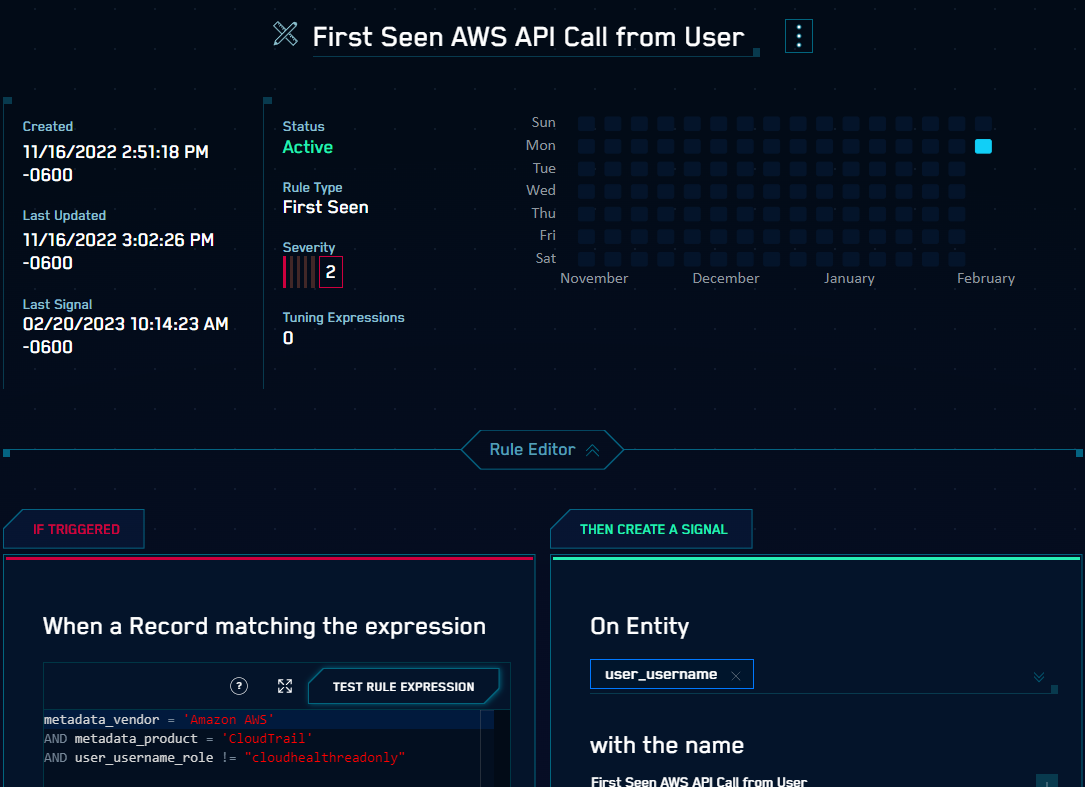 First Seen AWS API Call from User
Created
11/16/2022 2:51:18 PM
-0600
Last Updated
11/16/2022 3:02:26 PM
-0600
Last Signal
02/20/2023 10:14:23 AM
-0600
Status
Active
Rule Type
First Seen
Severity
2
Tuning Expressions
0
Sun
Mon
Tue
Wed
Thu
Fri
Sat
November December January February
Rule Editor
IF TRIGGERED
When a Record matching the expression
? TEST RULE EXPRESSION
metadata_vendor = 'Amazon AWS'
AND metadata_product = 'CloudTrail'
AND user_username_role != "cloudhealthreadonly"
THEN CREATE A SIGNAL
On Entity
user_username
with the name
First Seen AWS API Call from User